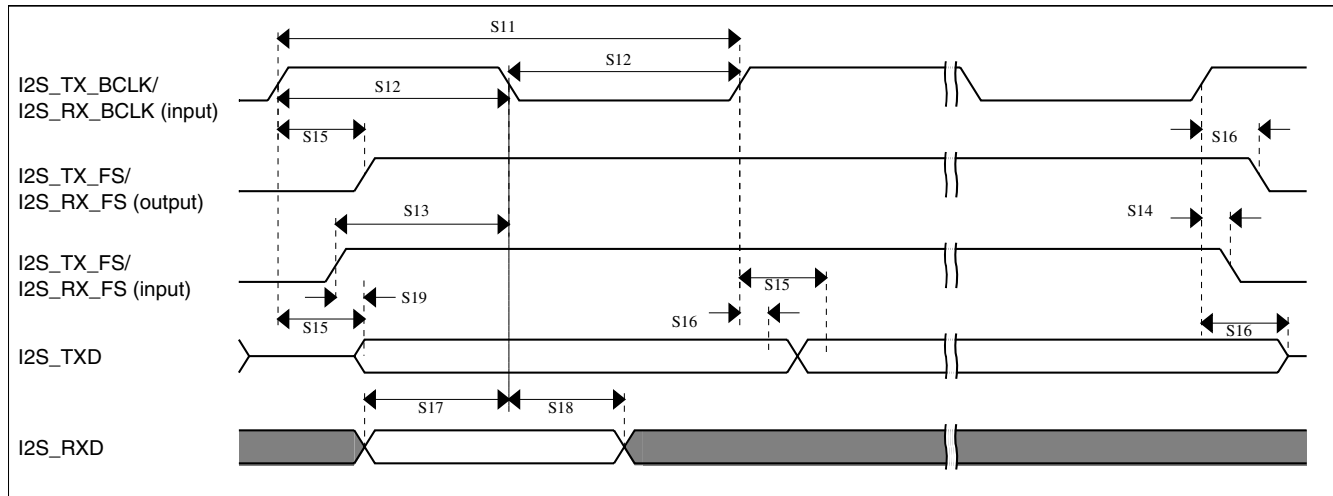 S11
S12
I2S_TX_BCLK/
I2S_RX_BCLK (input)
S12
S15
S16
I2S_TX_FS/
I2S_RX_FS (output)
S13
S14
I2S_TX_FS/
I2S_RX_FS (input)
S15
S19
S15
S16
S16
I2S_TXD
S17
S18
I2S_RXD